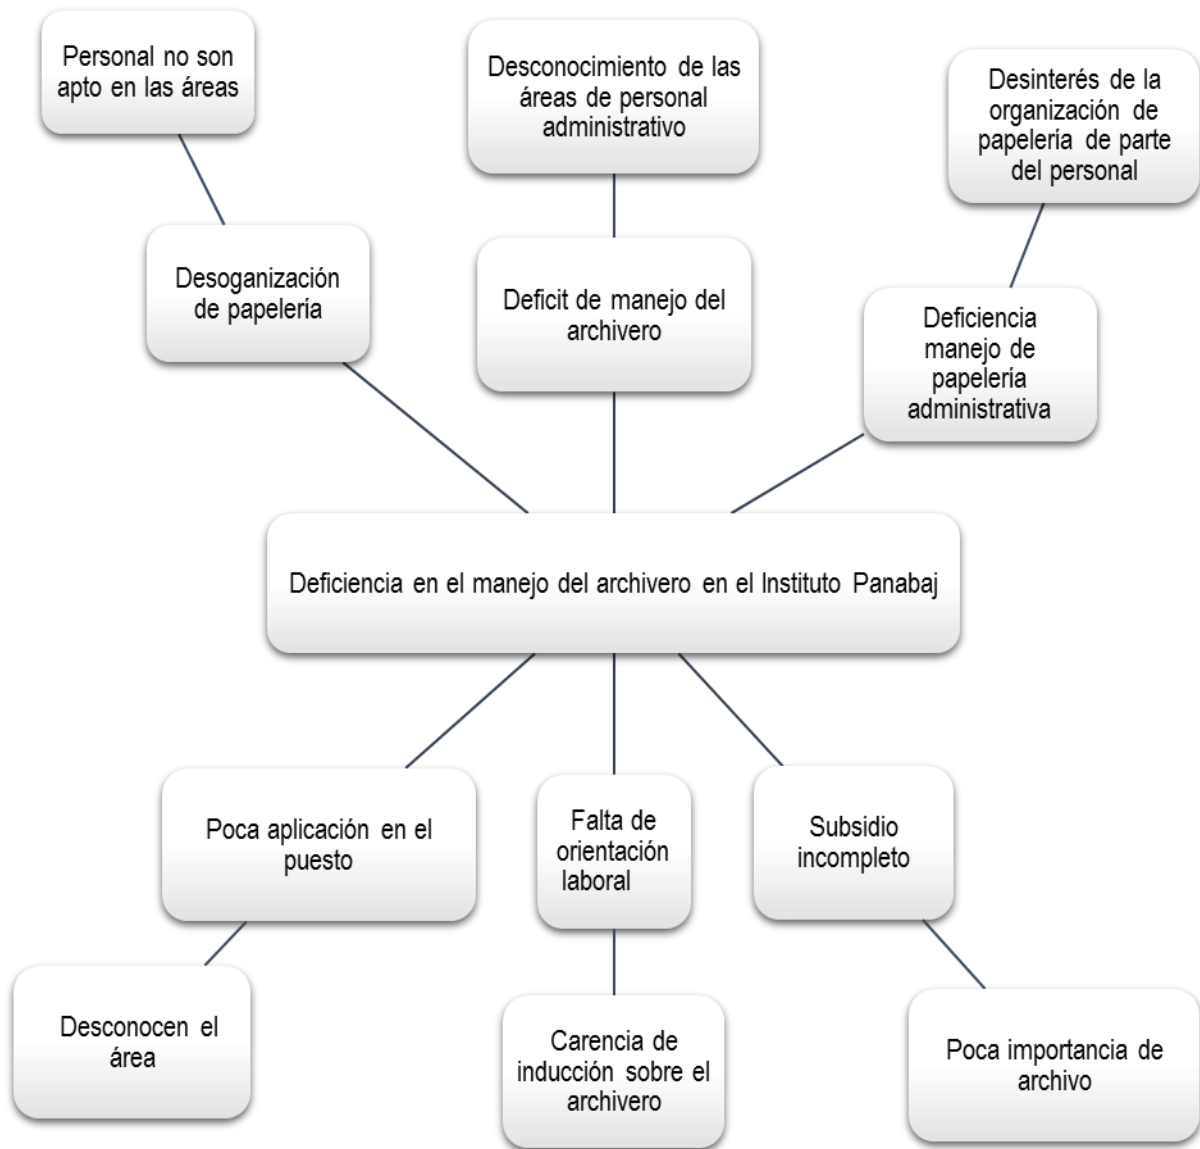 Personal no son
apto en las áreas
Desconocimiento de las
áreas de personal
administrativo
Desinterés de la
organización de
papelería de parte
del personal
Desoganización
de papelería
Deficit de manejo del
archivero
Deficiencia
manejo de
papelería
administrativa
Deficiencia en el manejo del archivero en el Instituto Panabaj
Poca aplicación en el
puesto
Falta de
orientación
laboral
Subsidio
incompleto
Desconocen el
área
Carencia de
inducción sobre el
archivero
Poca importancia de
archivo